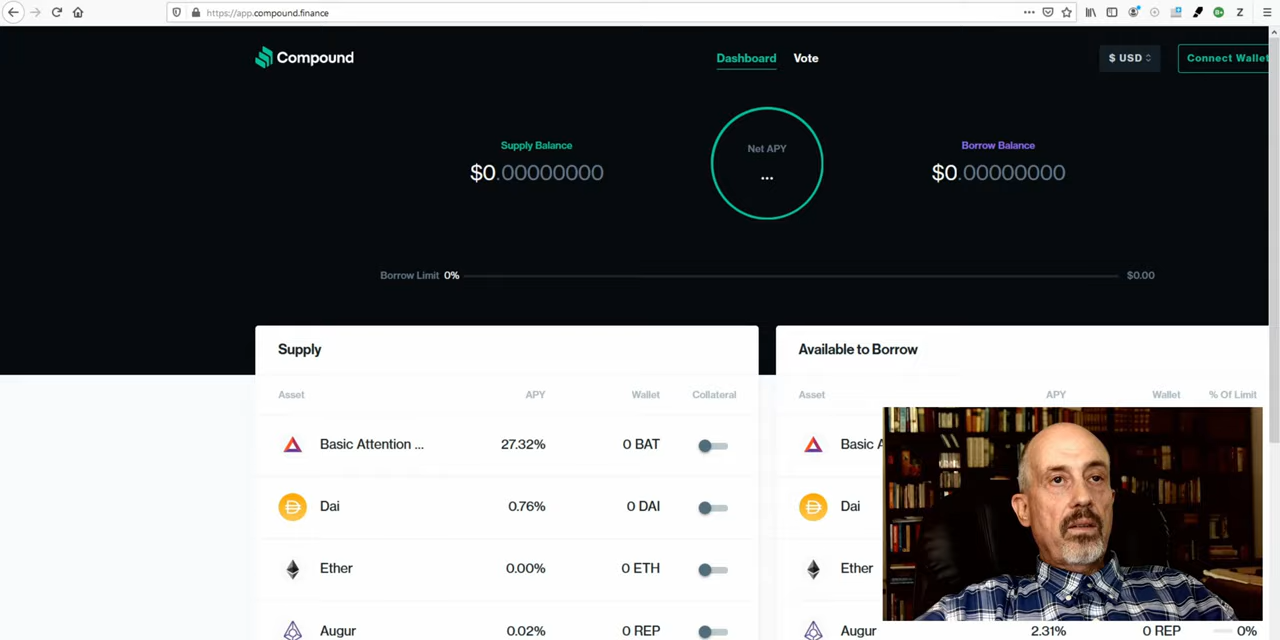 https://app.compound.finance
Z
Compound
Dashboard
Vote
$ USD
Connect Wallet
Supply Balance
$0.00000000
Net APY
...
Borrow Balance
$0.00000000
Borrow Limit 0%
$0.00
Supply
Asset APY Wallet Collateral
Basic Attention ... 27.32% 0 BAT
Dai 0.76% 0 DAI
Ether 0.00% 0 ETH
Augur 0.02% 0 REP
Available to Borrow
Asset APY Wallet % Of Limit
Basic A
Dai
Ether
Augur 2.31% 0 REP 0%